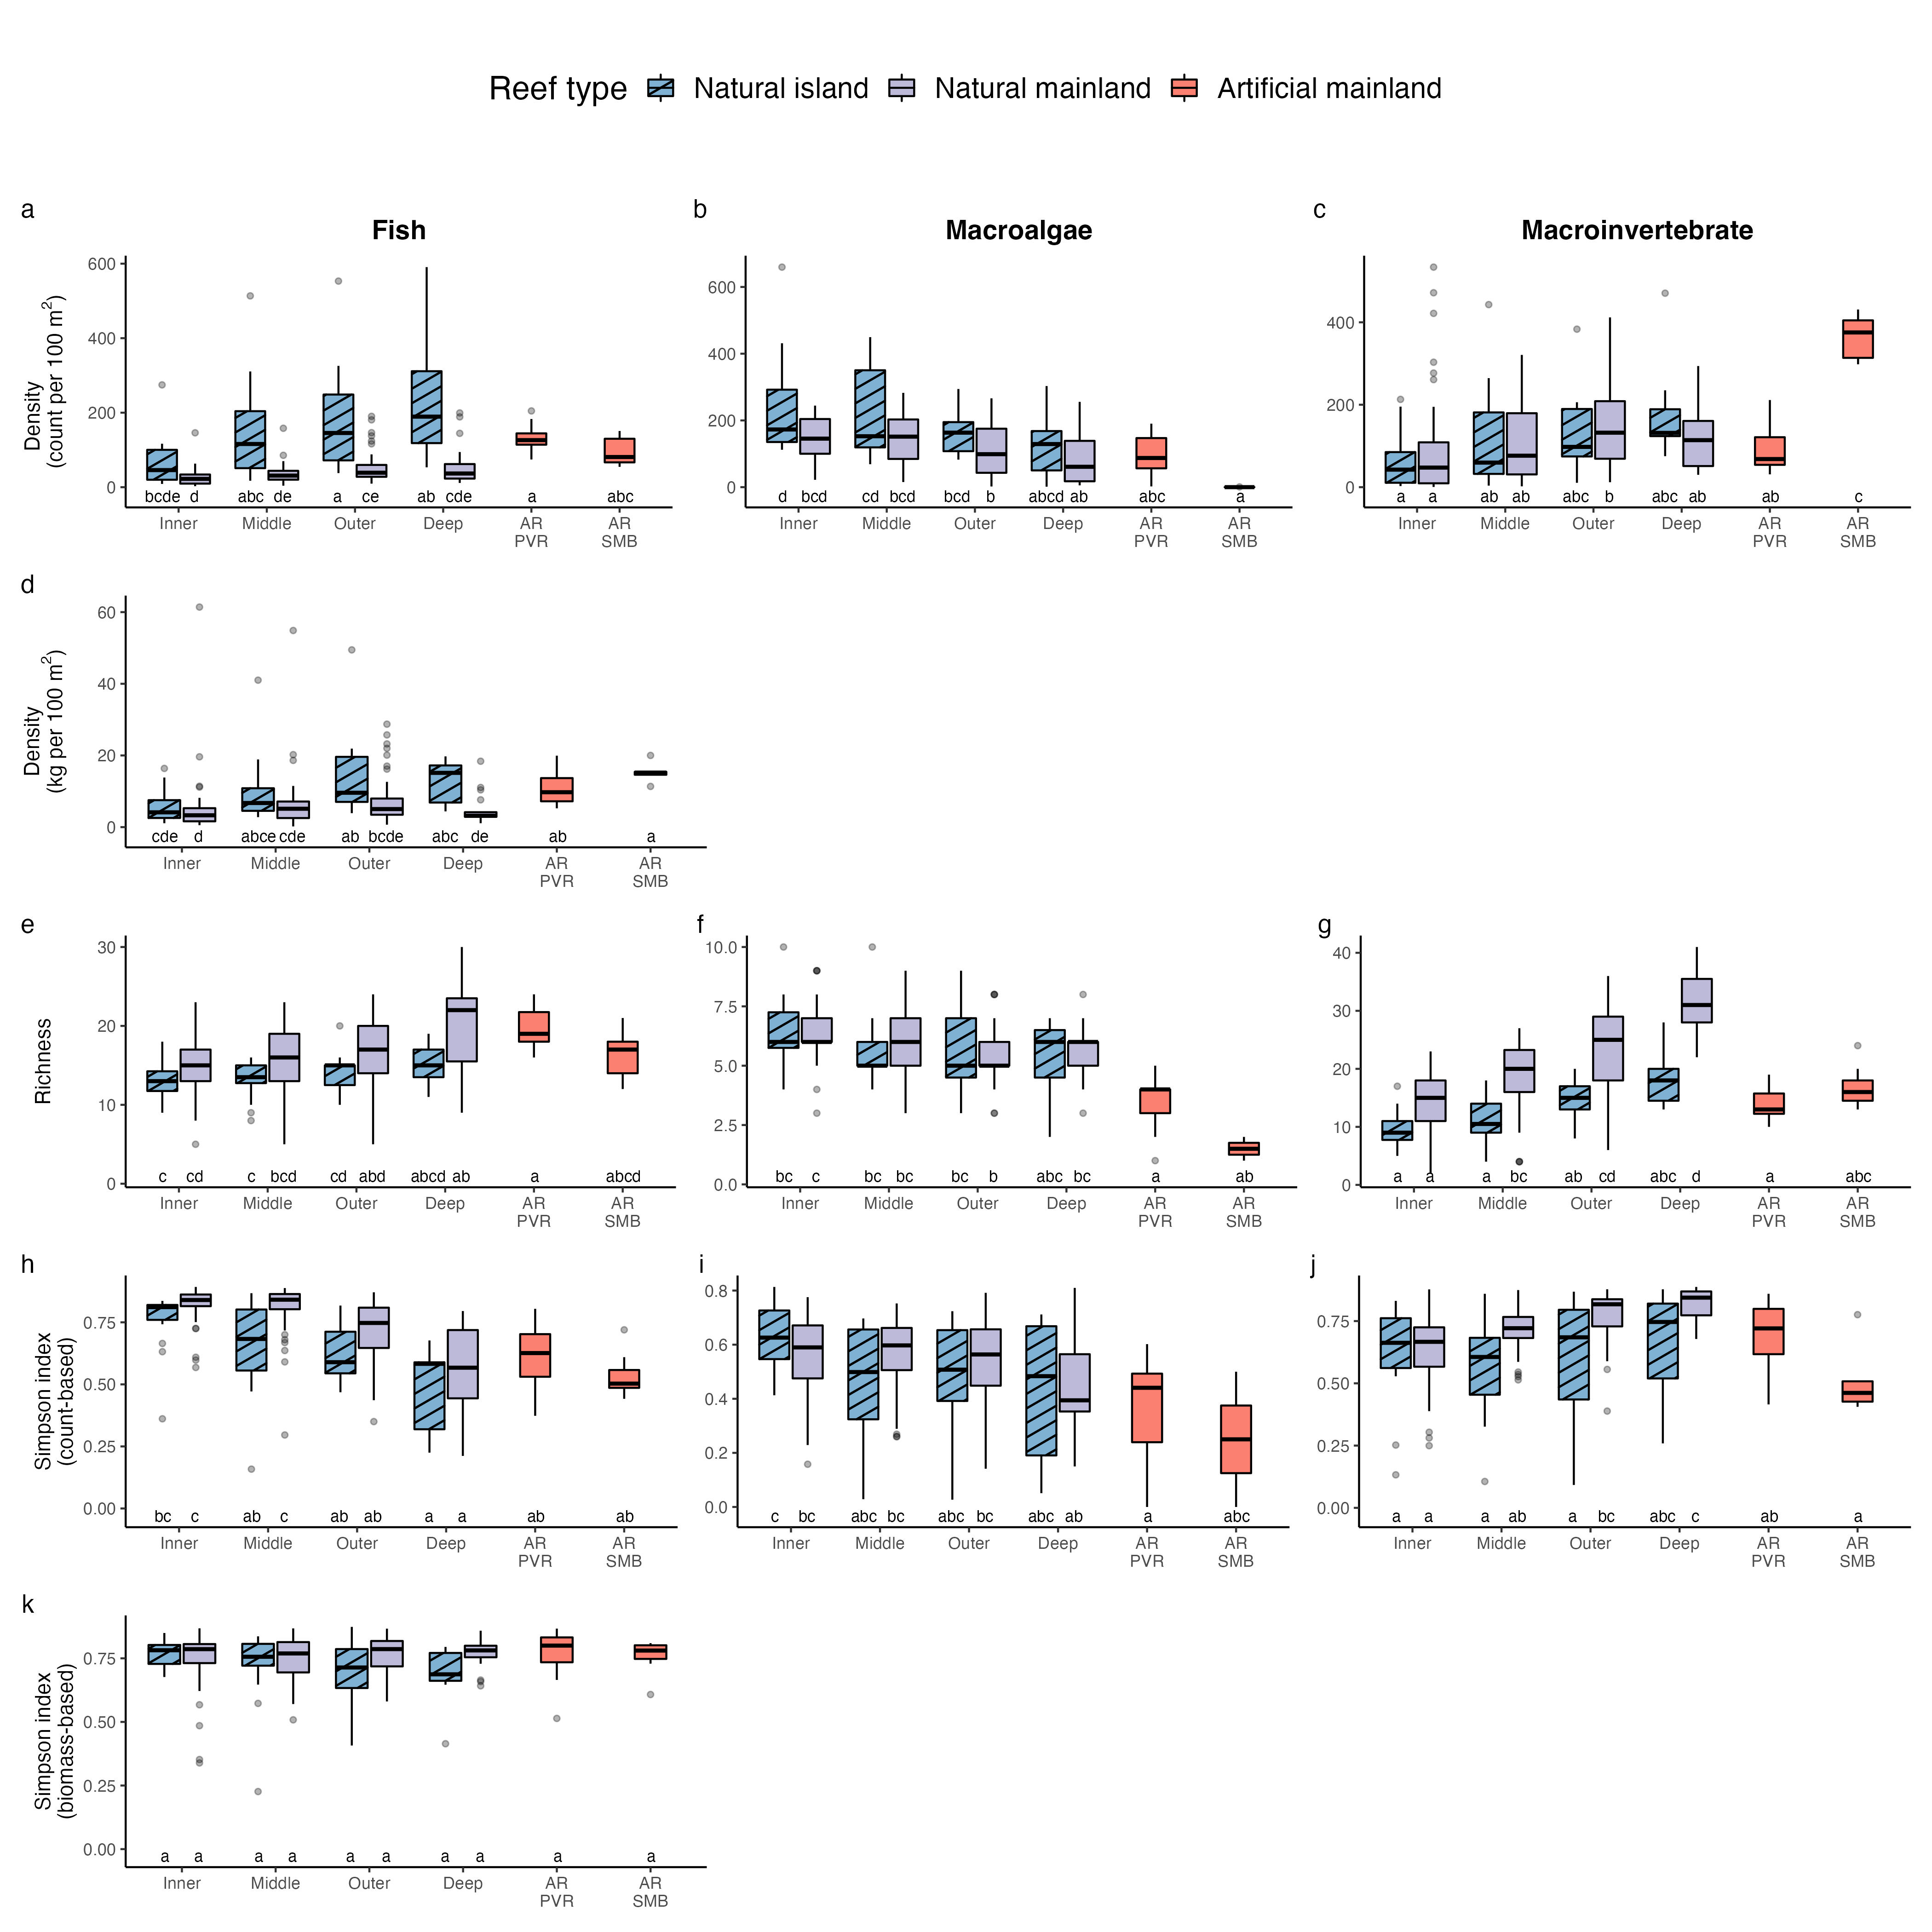 Reef type Natural island Natural mainland Artificial mainland
a b c
Fish Macroalgae Macroinvertebrate
Density
(count per 100 m²)
600
400
200
0
bcde d abc de a ce ab cde a abc
Inner Middle Outer Deep AR PVR AR SMB
600
400
200
0
d bcd cd bcd bcd b abcd ab abc a
Inner Middle Outer Deep AR PVR AR SMB
400
200
0
a a ab ab abc b abc ab ab c
Inner Middle Outer Deep AR PVR AR SMB
d
Density
(kg per 100 m²)
60
40
20
0
cde d abce cde ab bcde abc de ab a
Inner Middle Outer Deep AR PVR AR SMB
e f g
Richness
30
20
10
0
c cd c bcd cd abd abcd ab a abcd
Inner Middle Outer Deep AR PVR AR SMB
10.0
7.5
5.0
2.5
0.0
bc c bc bc bc b abc bc a ab
Inner Middle Outer Deep AR PVR AR SMB
40
30
20
10
0
a a a bc ab cd abc d a abc
Inner Middle Outer Deep AR PVR AR SMB
h i j
Simpson index
(count-based)
0.75
0.50
0.25
0.00
bc c ab c ab ab a a ab ab
Inner Middle Outer Deep AR PVR AR SMB
0.8
0.6
0.4
0.2
0.0
c bc abc bc abc bc abc ab a abc
Inner Middle Outer Deep AR PVR AR SMB
0.75
0.50
0.25
0.00
a a a ab a bc abc c ab a
Inner Middle Outer Deep AR PVR AR SMB
k
Simpson index
(biomass-based)
0.75
0.50
0.25
0.00
a a a a a a a a a a
Inner Middle Outer Deep AR PVR AR SMB